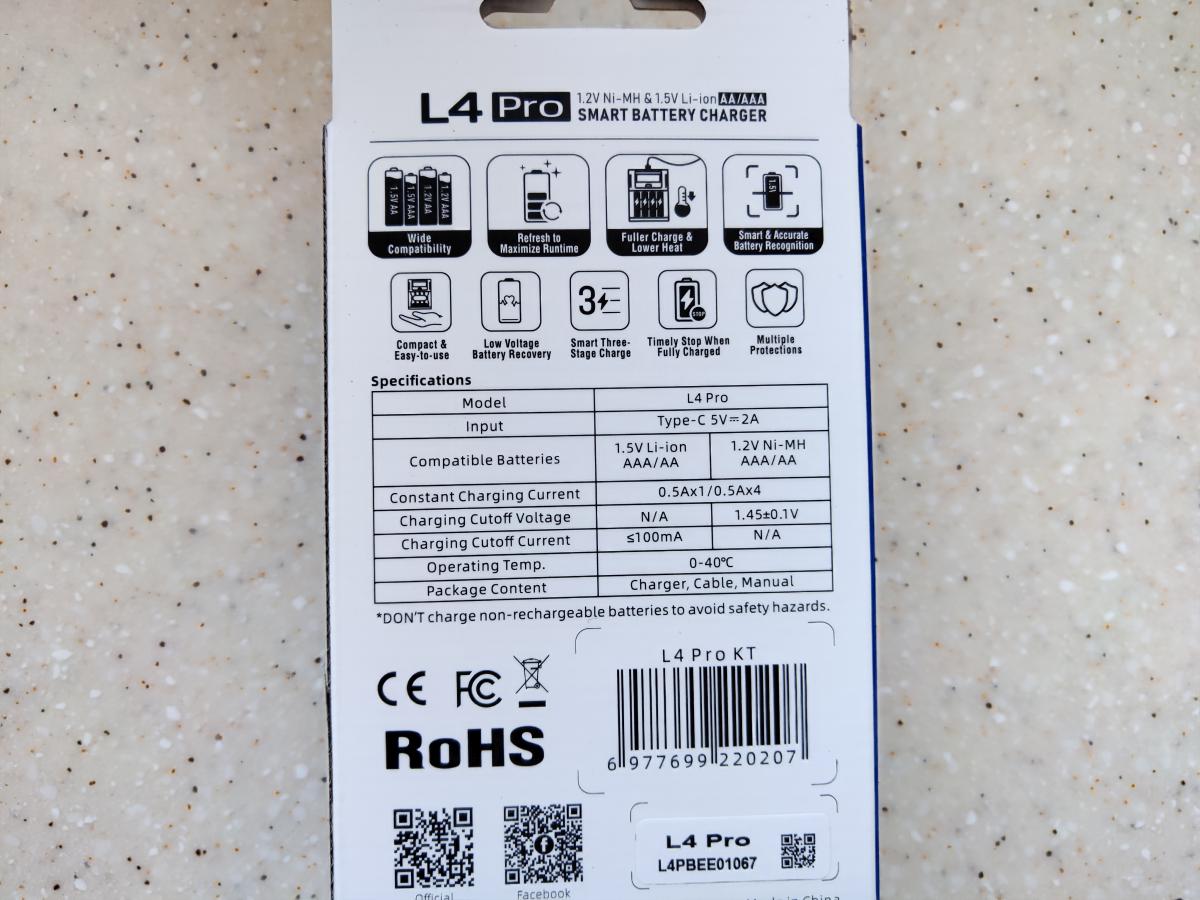 L4 Pro 1.2V Ni-MH & 1.5V Li-ion AA/AAA
SMART BATTERY CHARGER
1.5V AA 1.5V AAA 1.2V AA 1.2V AAA
1.5V
Wide
Compatibility
Refresh to
Maximize Runtime
Fuller Charge &
Lower Heat
Smart & Accurate
Battery Recognition
3
STOP
Compact &
Easy-to-use
Low Voltage
Battery Recovery
Smart Three-
Stage Charge
Timely Stop When
Fully Charged
Multiple
Protections
Specifications
Model L4 Pro
Input Type-C 5V⎓2A
Compatible Batteries 1.5V Li-ion AAA/AA 1.2V Ni-MH AAA/AA
Constant Charging Current 0.5Ax1/0.5Ax4
Charging Cutoff Voltage N/A 1.45±0.1V
Charging Cutoff Current ≤100mA N/A
Operating Temp. 0-40℃
Package Content Charger, Cable, Manual
*DON'T charge non-rechargeable batteries to avoid safety hazards.
CE FC
RoHS
L4 Pro KT
6 977699 220207
L4 Pro
L4PBEE01067
Official
Facebook
Made in China